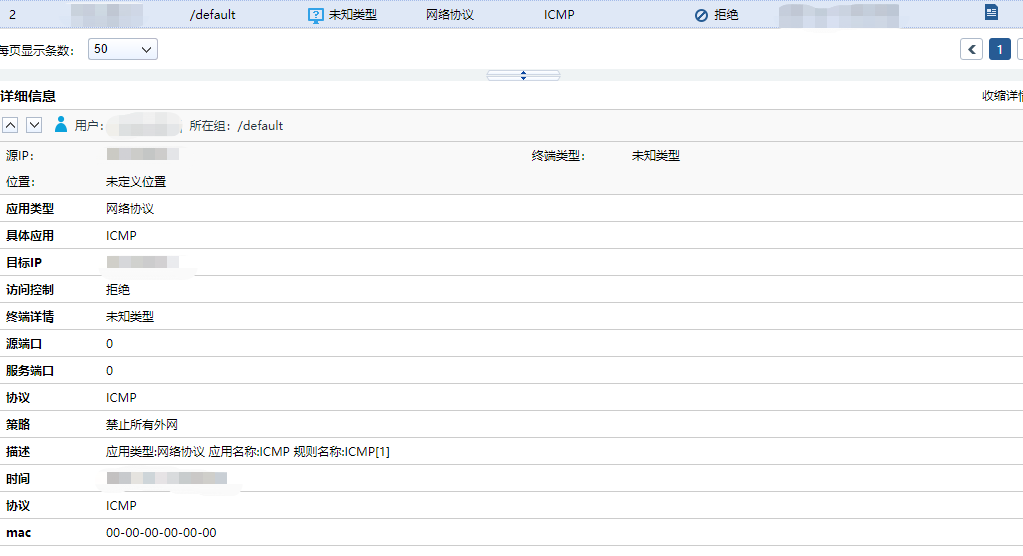 2 /default 未知类型 网络协议 ICMP 拒绝
每页显示条数： 50 1
详细信息 收缩详情
用户： 所在组：/default
源IP： 终端类型： 未知类型
位置： 未定义位置
应用类型 网络协议
具体应用 ICMP
目标IP
访问控制 拒绝
终端详情 未知类型
源端口 0
服务端口 0
协议 ICMP
策略 禁止所有外网
描述 应用类型:网络协议 应用名称:ICMP 规则名称:ICMP[1]
时间
协议 ICMP
mac 00-00-00-00-00-00